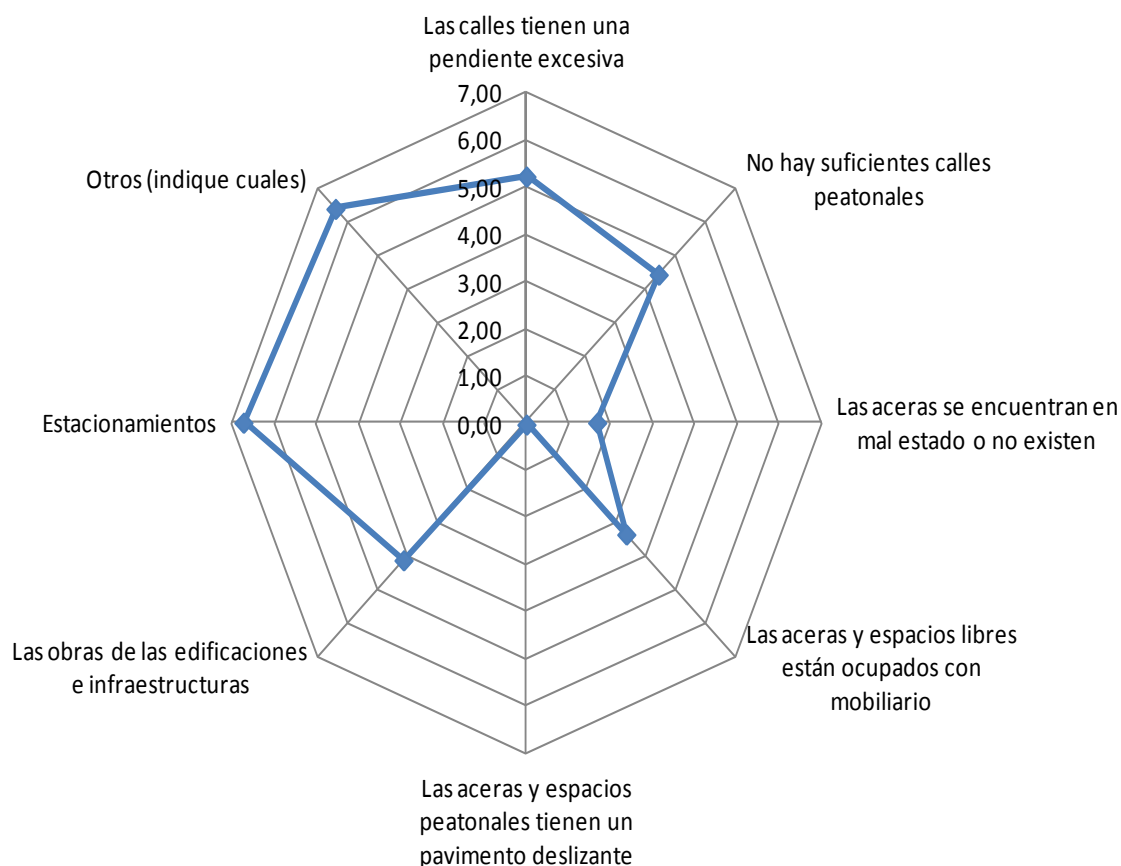 Las calles tienen una
pendiente excesiva
7,00
6,00
5,00
4,00
3,00
2,00
1,00
0,00
No hay suficientes calles
peatonales
Las aceras se encuentran en
mal estado o no existen
Las aceras y espacios libres
están ocupados con
mobiliario
Las aceras y espacios
peatonales tienen un
pavimento deslizante
Las obras de las edificaciones
e infraestructuras
Estacionamientos
Otros (indique cuales)